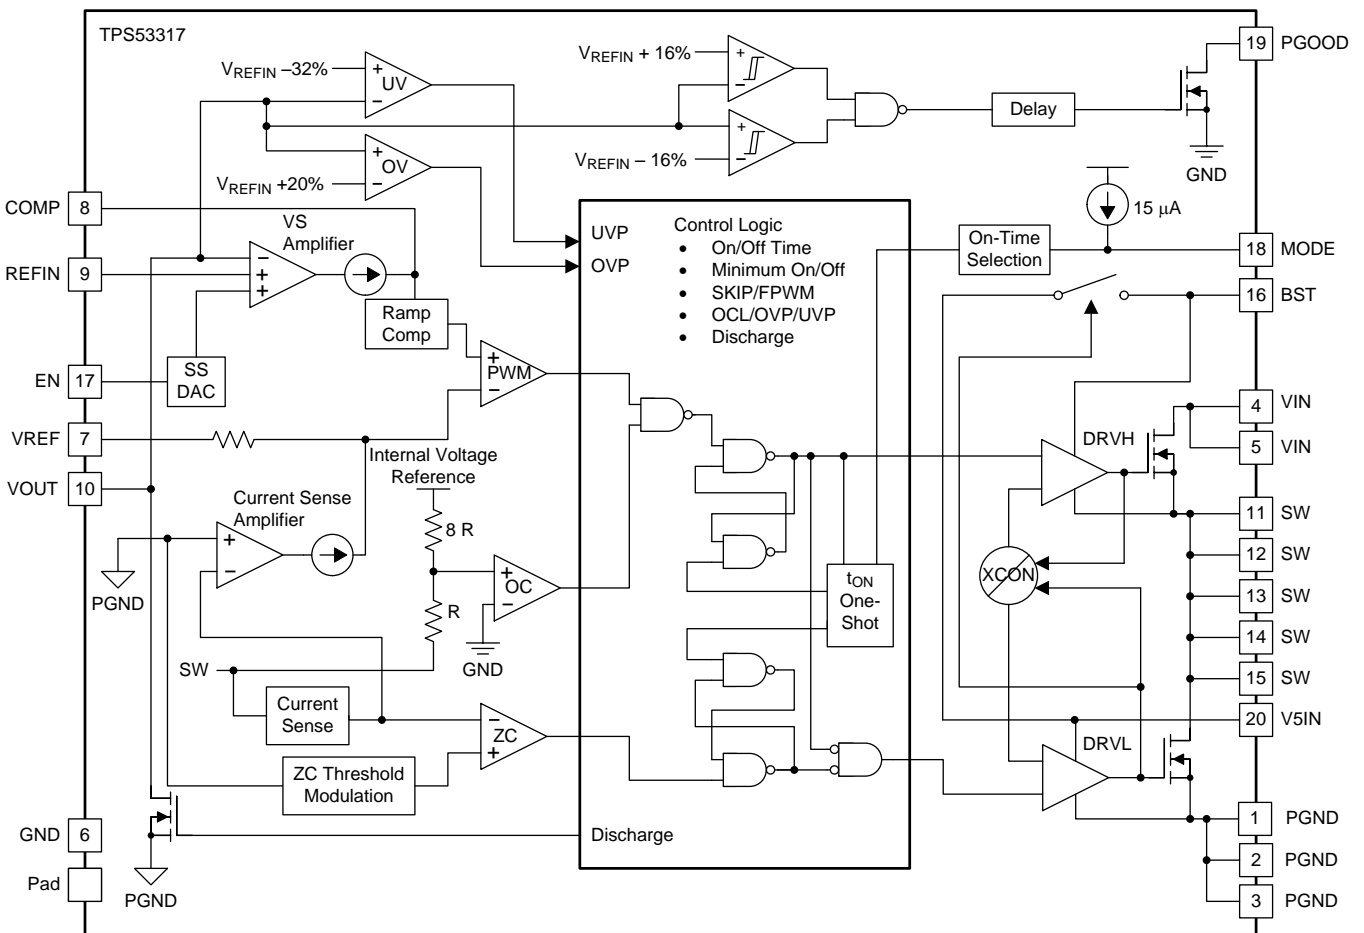 TPS53317
19 PGOOD
V_REFIN –32%
+
UV
–
V_REFIN + 16%
+
–
Delay
+
OV
–
V_REFIN +20%
+
–
V_REFIN – 16%
GND
COMP 8
VS
Amplifier
UVP
OVP
Control Logic
• On/Off Time
• Minimum On/Off
• SKIP/FPWM
• OCL/OVP/UVP
• Discharge
15 µA
On-Time
Selection
18 MODE
REFIN 9
–
+
+
16 BST
Ramp
Comp
EN 17
SS
DAC
+
PWM
–
4 VIN
VREF 7
DRVH
5 VIN
Internal Voltage
Reference
VOUT 10
Current Sense
Amplifier
8 R
11 SW
+
–
12 SW
PGND
+
OC
–
XCON
t_ON
One-
Shot
13 SW
R
GND
14 SW
SW
15 SW
Current
Sense
–
ZC
+
20 V5IN
DRVL
ZC Threshold
Modulation
GND 6
Discharge
1 PGND
Pad
PGND
2 PGND
3 PGND